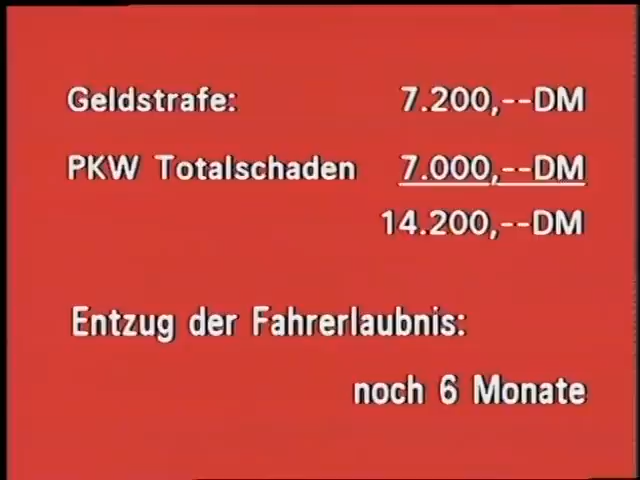 Geldstrafe: 7.200,--DM
PKW Totalschaden 7.000,--DM
14.200,--DM
Entzug der Fahrerlaubnis:
noch 6 Monate